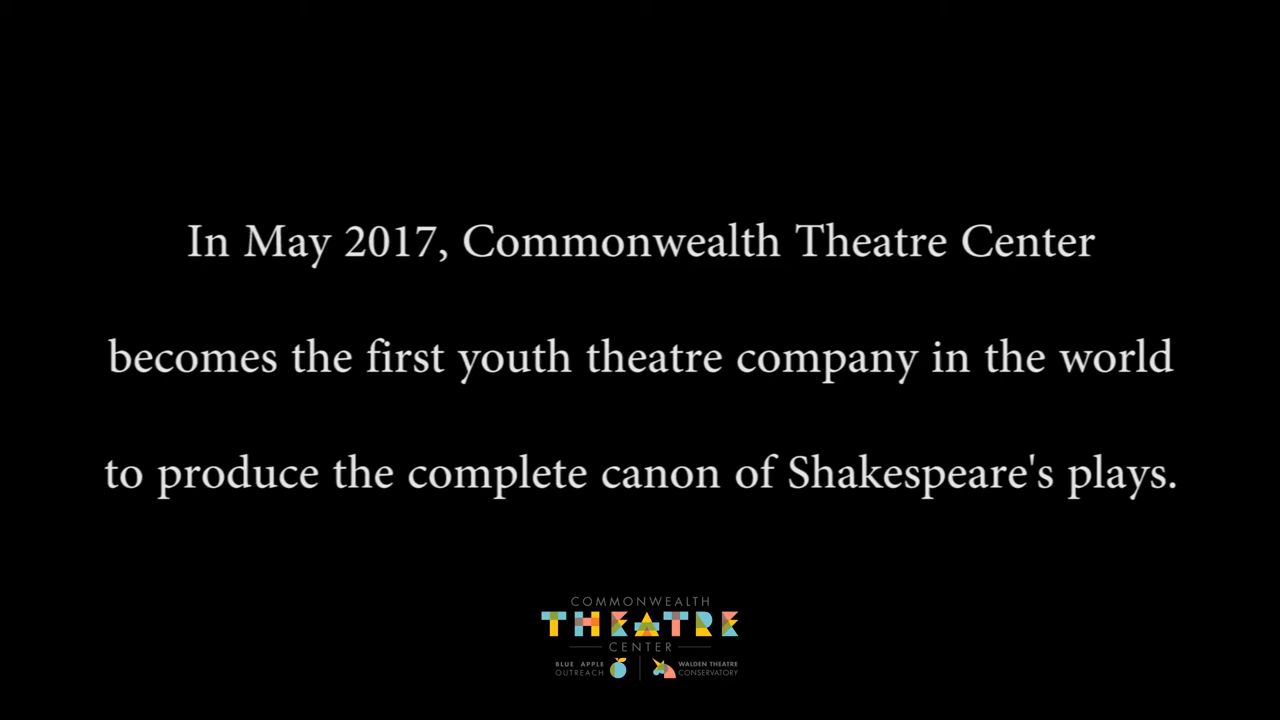 In May 2017, Commonwealth Theatre Center
becomes the first youth theatre company in the world
to produce the complete canon of Shakespeare's plays.
COMMONWEALTH
THEATRE
CENTER
BLUE APPLE
OUTREACH
WALDEN THEATRE
CONSERVATORY